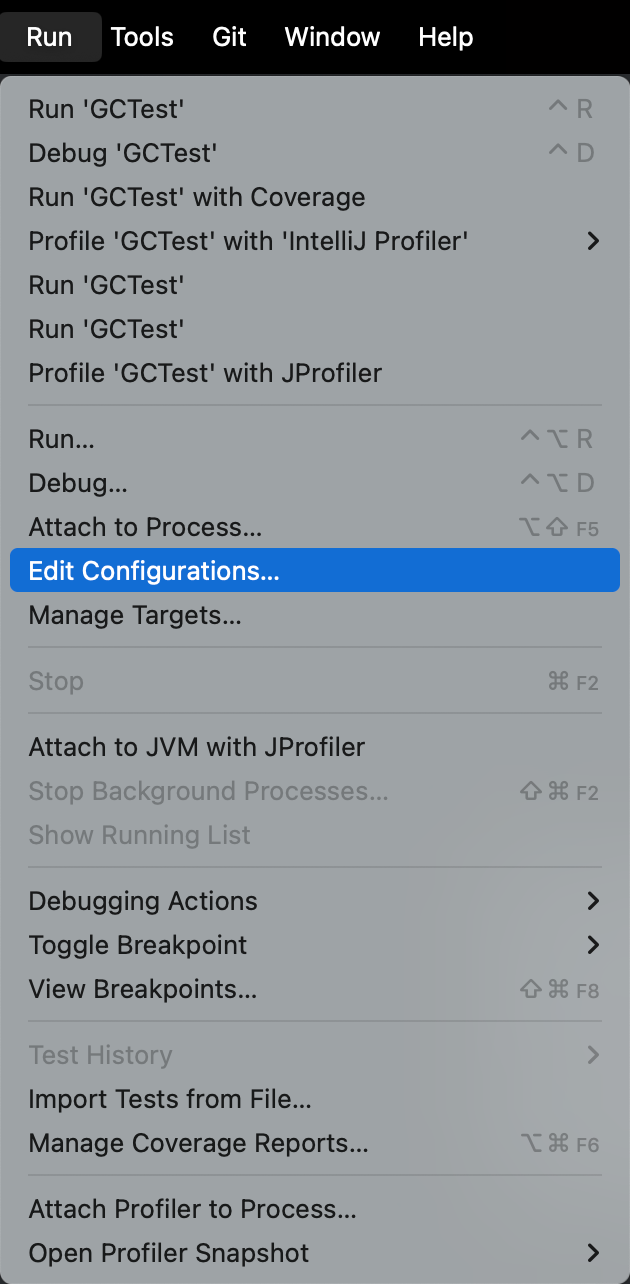 Run Tools Git Window Help
Run 'GCTest' ^ R
Debug 'GCTest' ^ D
Run 'GCTest' with Coverage
Profile 'GCTest' with 'IntelliJ Profiler'
Run 'GCTest'
Run 'GCTest'
Profile 'GCTest' with JProfiler
Run... ^ ⌥ R
Debug... ^ ⌥ D
Attach to Process... ⌥ ⇧ F5
Edit Configurations...
Manage Targets...
Stop ⌘ F2
Attach to JVM with JProfiler
Stop Background Processes... ⇧ ⌘ F2
Show Running List
Debugging Actions
Toggle Breakpoint
View Breakpoints... ⇧ ⌘ F8
Test History
Import Tests from File...
Manage Coverage Reports... ⌥ ⌘ F6
Attach Profiler to Process...
Open Profiler Snapshot